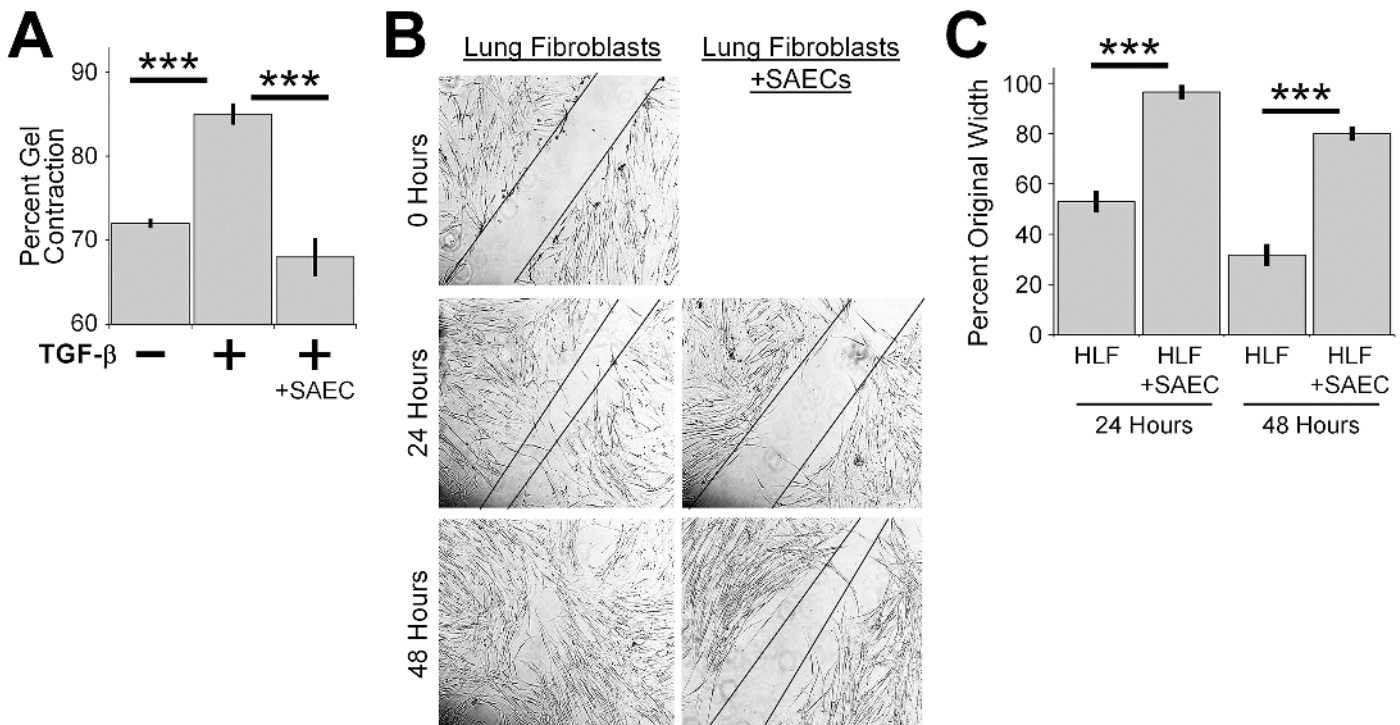 A
***
***
90
80
70
60
Percent Gel
Contraction
TGF-β − + +
+SAEC
B
Lung Fibroblasts
Lung Fibroblasts
+SAECs
0 Hours
24 Hours
48 Hours
C
***
***
100
80
60
40
20
0
Percent Original Width
HLF HLF HLF HLF
+SAEC +SAEC
24 Hours 48 Hours